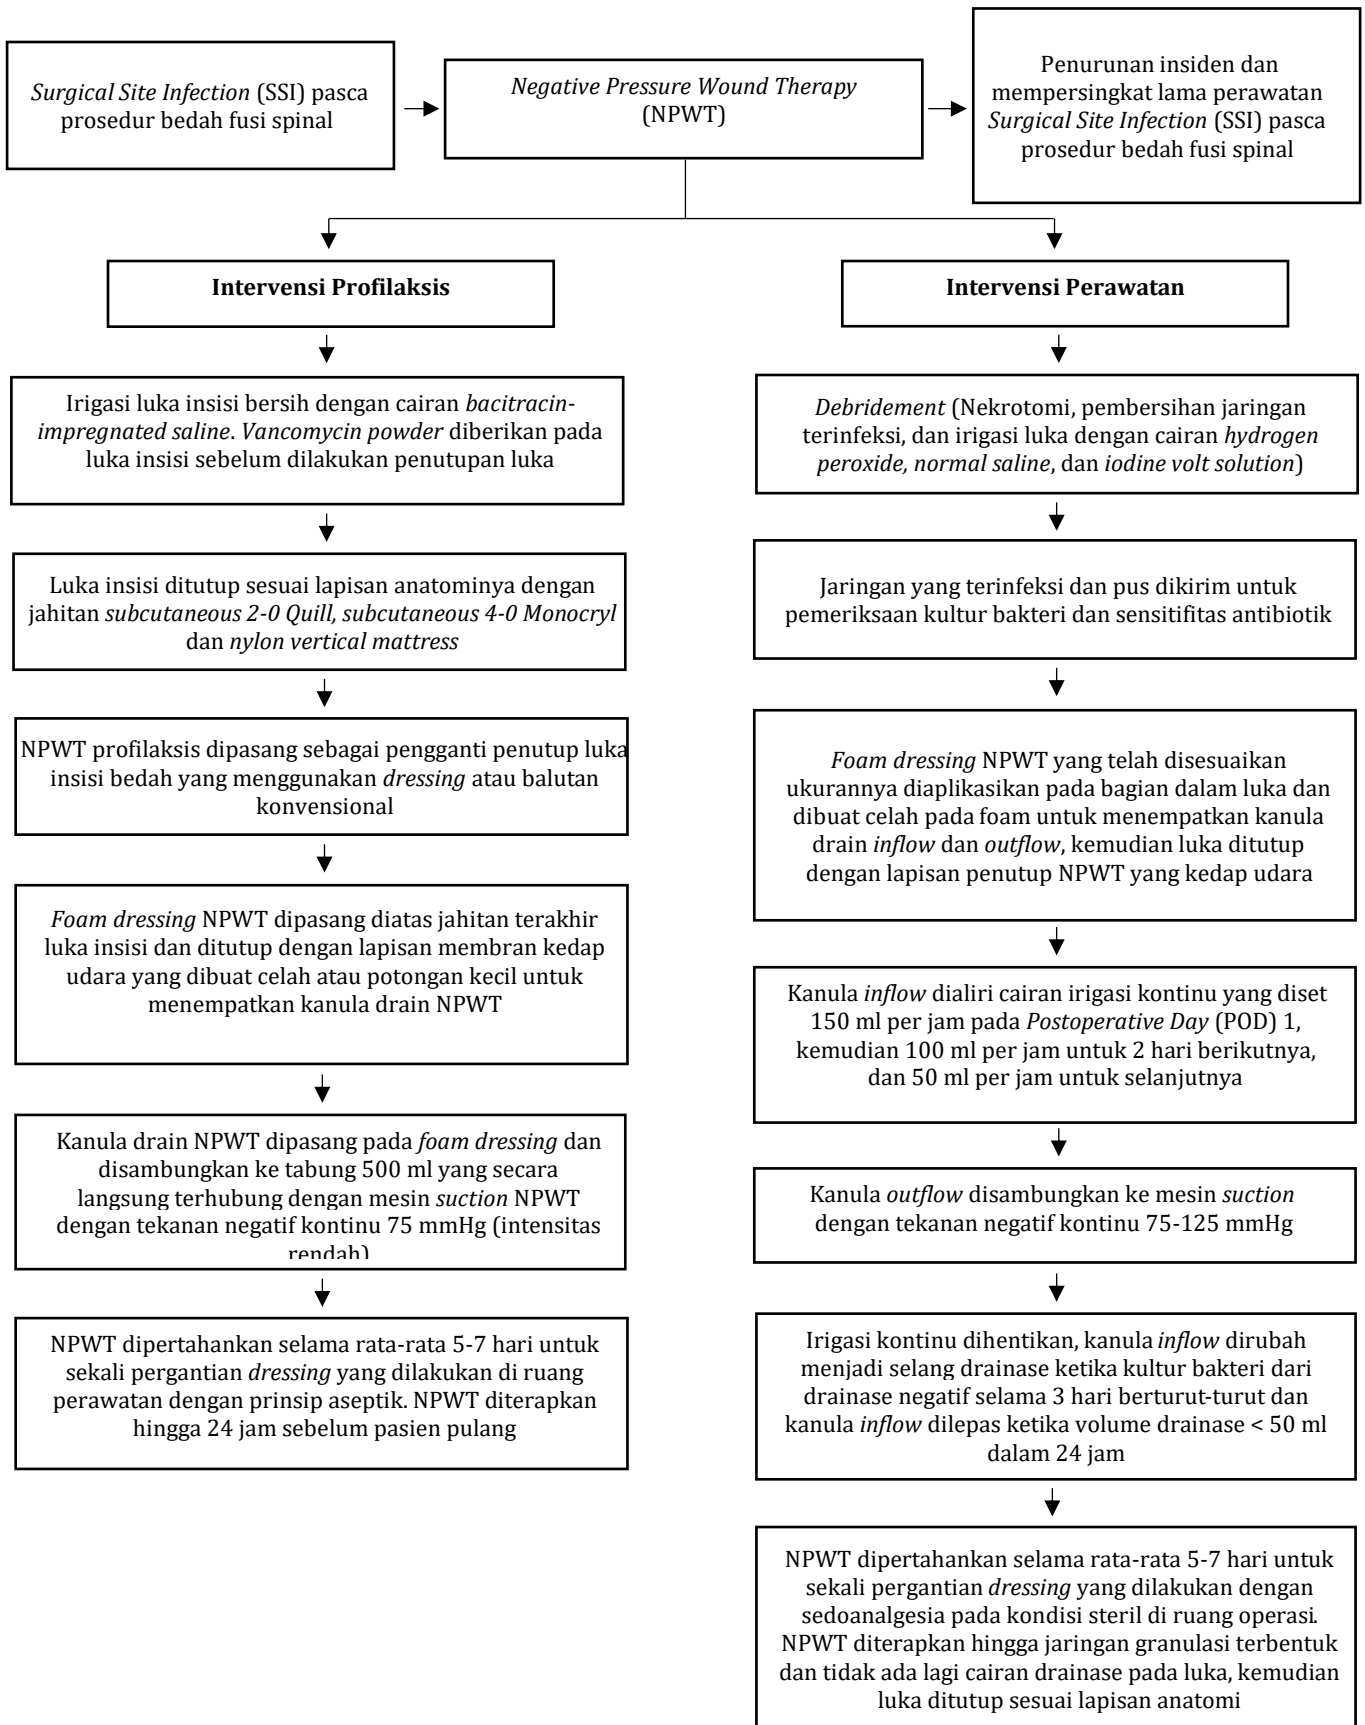 Surgical Site Infection (SSI) pasca
prosedur bedah fusi spinal
Negative Pressure Wound Therapy
(NPWT)
Penurunan insiden dan
mempersingkat lama perawatan
Surgical Site Infection (SSI) pasca
prosedur bedah fusi spinal
Intervensi Profilaksis
Irigasi luka insisi bersih dengan cairan bacitracin-
impregnated saline. Vancomycin powder diberikan pada
luka insisi sebelum dilakukan penutupan luka
Luka insisi ditutup sesuai lapisan anatominya dengan
jahitan subcutaneous 2-0 Quill, subcutaneous 4-0 Monocryl
dan nylon vertical mattress
NPWT profilaksis dipasang sebagai pengganti penutup luka
insisi bedah yang menggunakan dressing atau balutan
konvensional
Foam dressing NPWT dipasang diatas jahitan terakhir
luka insisi dan ditutup dengan lapisan membran kedap
udara yang dibuat celah atau potongan kecil untuk
menempatkan kanula drain NPWT
Kanula drain NPWT dipasang pada foam dressing dan
disambungkan ke tabung 500 ml yang secara
langsung terhubung dengan mesin suction NPWT
dengan tekanan negatif kontinu 75 mmHg (intensitas
rendah)
NPWT dipertahankan selama rata-rata 5-7 hari untuk
sekali pergantian dressing yang dilakukan di ruang
perawatan dengan prinsip aseptik. NPWT diterapkan
hingga 24 jam sebelum pasien pulang
Intervensi Perawatan
Debridement (Nekrotomi, pembersihan jaringan
terinfeksi, dan irigasi luka dengan cairan hydrogen
peroxide, normal saline, dan iodine volt solution)
Jaringan yang terinfeksi dan pus dikirim untuk
pemeriksaan kultur bakteri dan sensitifitas antibiotik
Foam dressing NPWT yang telah disesuaikan
ukurannya diaplikasikan pada bagian dalam luka dan
dibuat celah pada foam untuk menempatkan kanula
drain inflow dan outflow, kemudian luka ditutup
dengan lapisan penutup NPWT yang kedap udara
Kanula inflow dialiri cairan irigasi kontinu yang diset
150 ml per jam pada Postoperative Day (POD) 1,
kemudian 100 ml per jam untuk 2 hari berikutnya,
dan 50 ml per jam untuk selanjutnya
Kanula outflow disambungkan ke mesin suction
dengan tekanan negatif kontinu 75-125 mmHg
Irigasi kontinu dihentikan, kanula inflow dirubah
menjadi selang drainase ketika kultur bakteri dari
drainase negatif selama 3 hari berturut-turut dan
kanula inflow dilepas ketika volume drainase < 50 ml
dalam 24 jam
NPWT dipertahankan selama rata-rata 5-7 hari untuk
sekali pergantian dressing yang dilakukan dengan
sedoanalgesia pada kondisi steril di ruang operasi.
NPWT diterapkan hingga jaringan granulasi terbentuk
dan tidak ada lagi cairan drainase pada luka, kemudian
luka ditutup sesuai lapisan anatomi